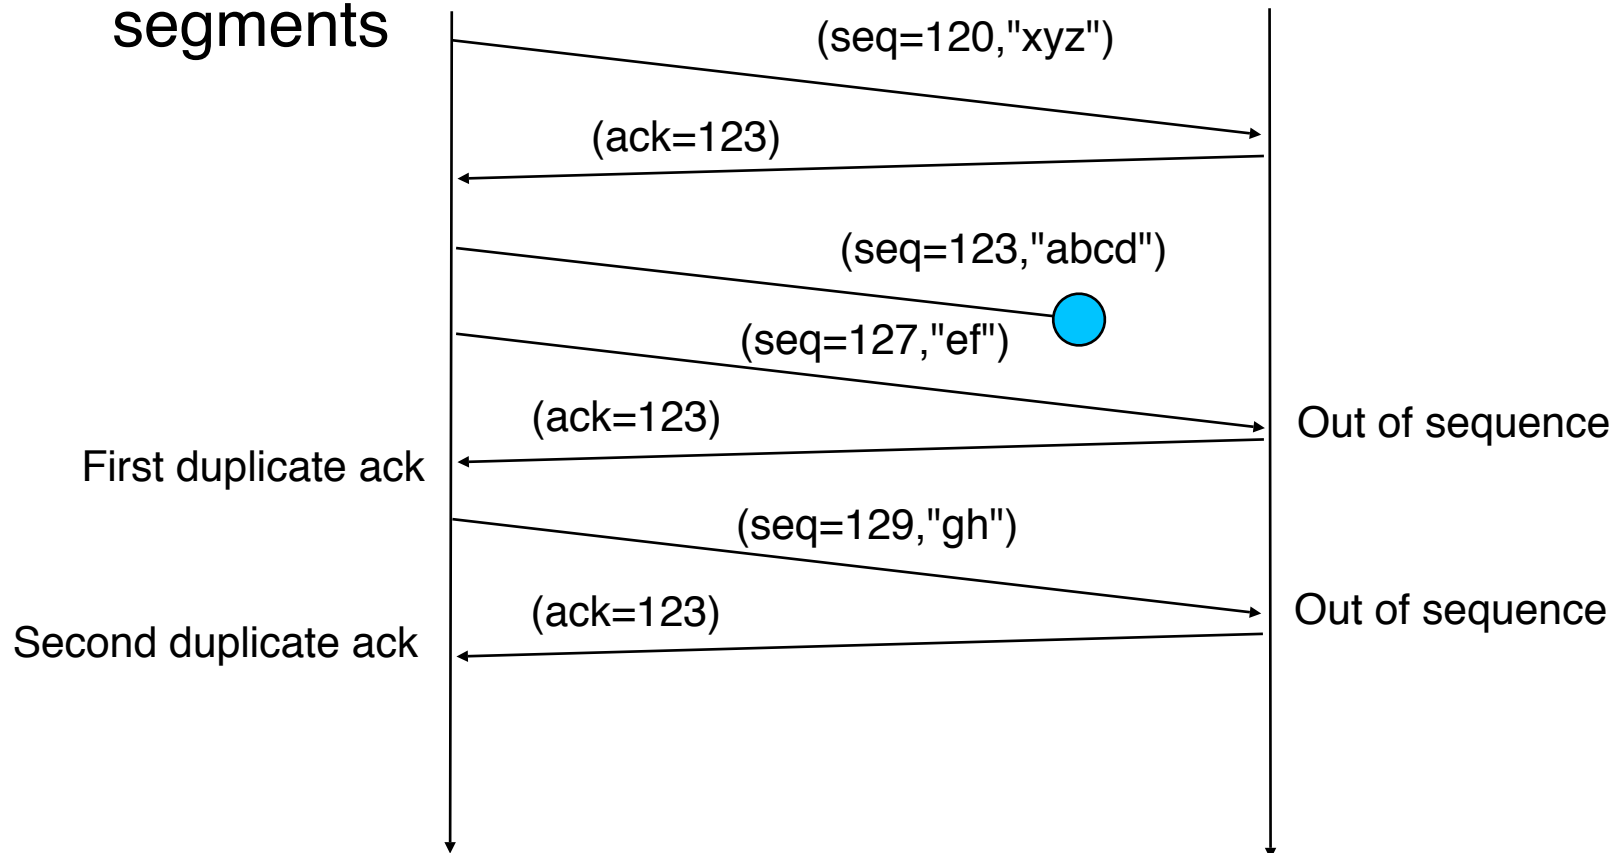 segments
(seq=120,"xyz")
(ack=123)
(seq=123,"abcd")
(seq=127,"ef")
(ack=123)
Out of sequence
First duplicate ack
(seq=129,"gh")
(ack=123)
Out of sequence
Second duplicate ack